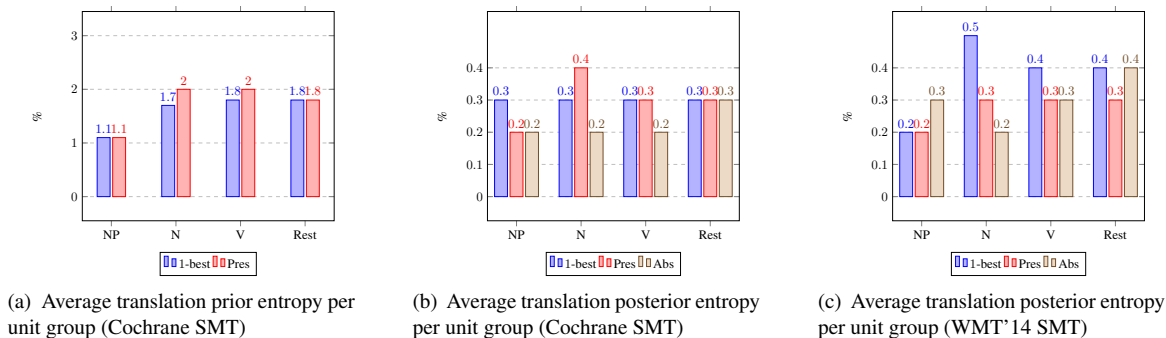 3
2
1
0
%
1.1 1.7 1.8 1.8
1.1 2 2 1.8
NP N V Rest
1-best Pres
(a) Average translation prior entropy per
unit group (Cochrane SMT)
0.4
0.3
0.2
0.1
0
%
0.3 0.3 0.3 0.3
0.2 0.4 0.3 0.3
0.2 0.2 0.2 0.3
NP N V Rest
1-best Pres Abs
(b) Average translation posterior entropy
per unit group (Cochrane SMT)
0.4
0.3
0.2
0.1
0
%
0.2 0.5 0.4 0.4
0.2 0.3 0.3 0.3
0.3 0.2 0.3 0.4
NP N V Rest
1-best Pres Abs
(c) Average translation posterior entropy
per unit group (WMT'14 SMT)